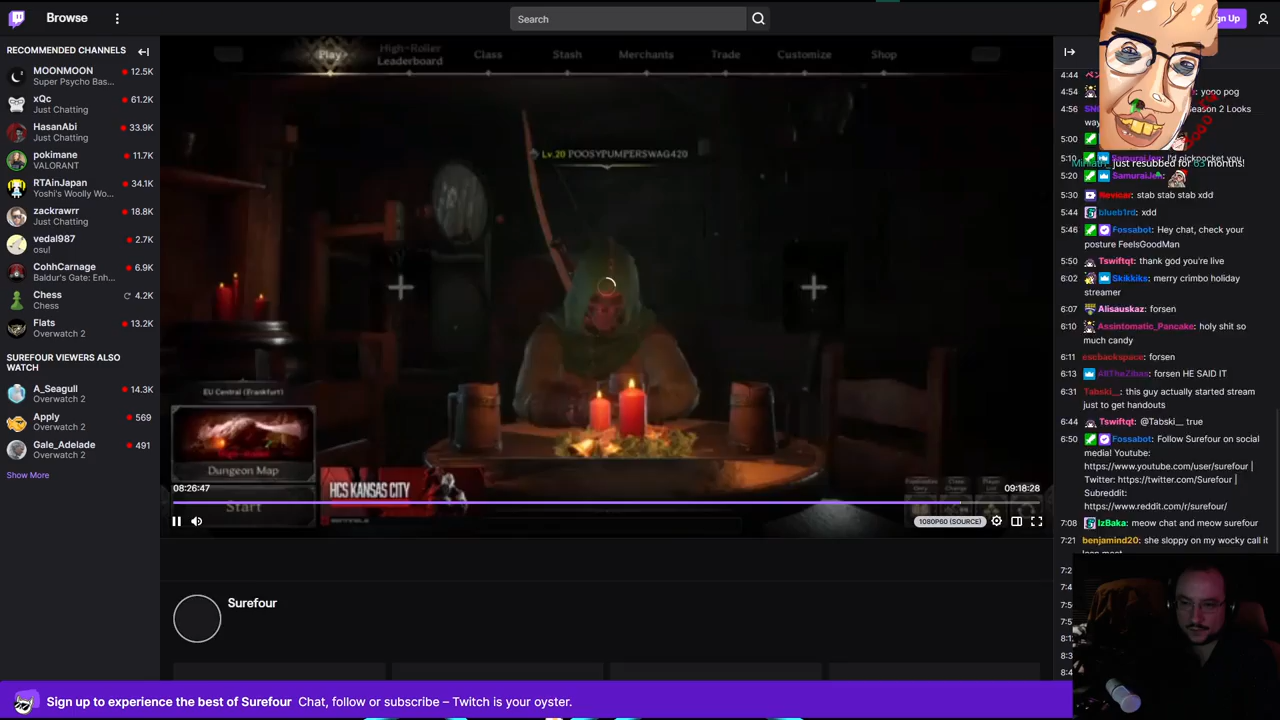 Browse
Search
Sign Up
RECOMMENDED CHANNELS
MOONMOON
12.5K
Super Psycho Bas...
xQc
61.2K
Just Chatting
HasanAbi
33.9K
Just Chatting
pokimane
11.7K
VALORANT
RTAinJapan
34.1K
Yoshi's Woolly Wo...
zackrawrr
18.8K
Just Chatting
vedal987
2.7K
osu!
CohhCarnage
6.9K
Baldur's Gate: Enh...
Chess
4.2K
Chess
Flats
13.2K
Overwatch 2
SUREFOUR VIEWERS ALSO
WATCH
A_Seagull
14.3K
Overwatch 2
Apply
569
Overwatch 2
Gale_Adelade
491
Overwatch 2
Show More
Play
High-Roller
Leaderboard
Class
Stash
Merchants
Trade
Customize
Shop
Lv.20 POOSYPUMPERSWAG420
EU Central (Frankfurt)
Dungeon Map
HCS KANSAS CITY
Start
08:26:47
09:18:28
1080P60 (SOURCE)
Surefour
4:44
4:54 yooo pog
4:56 Season 2 Looks
5:00
5:10 SamuraiJen: I'd pickpocket you
just resubbed for 63 months!
5:20 SamuraiJen:
5:30 Novicar: stab stab stab xdd
5:44 blueb1rd: xdd
5:46 Fossabot: Hey chat, check your
posture FeelsGoodMan
5:50 Tswiftqt: thank god you're live
6:02 Skikkiks: merry crimbo holiday
streamer
6:07 Alisauskaz: forsen
6:10 Assintomatic_Pancake: holy shit so
much candy
6:11 escbackspace: forsen
6:13 AllTheZibas: forsen HE SAID IT
6:31 Tabski__: this guy actually started stream
just to get handouts
6:44 Tswiftqt: @Tabski__ true
6:50 Fossabot: Follow Surefour on social
media! Youtube:
https://www.youtube.com/user/surefour |
Twitter: https://twitter.com/Surefour |
Subreddit:
https://www.reddit.com/r/surefour/
7:08 IzBaka: meow chat and meow surefour
7:21 benjamind20: she sloppy on my wocky call it
Sign up to experience the best of Surefour Chat, follow or subscribe – Twitch is your oyster.